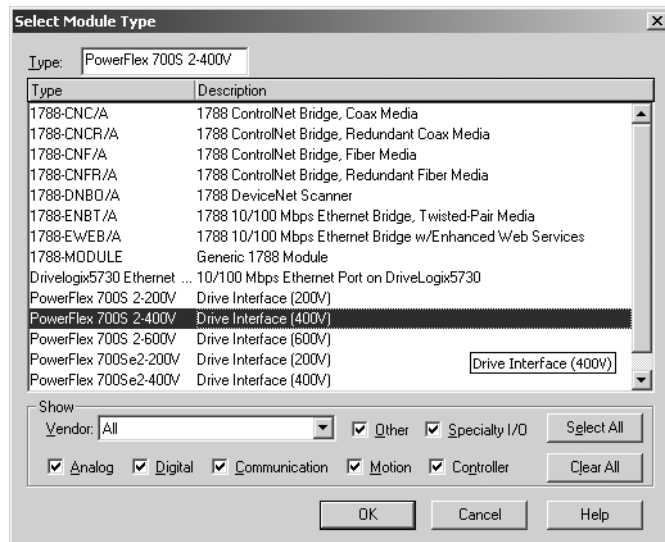 Select Module Type
Type: PowerFlex 700S 2-400V
Type Description
1788-CNC/A 1788 ControlNet Bridge, Coax Media
1788-CNCR/A 1788 ControlNet Bridge, Redundant Coax Media
1788-CNF/A 1788 ControlNet Bridge, Fiber Media
1788-CNFR/A 1788 ControlNet Bridge, Redundant Fiber Media
1788-DNBO/A 1788 DeviceNet Scanner
1788-ENBT/A 1788 10/100 Mbps Ethernet Bridge, Twisted-Pair Media
1788-EWEB/A 1788 10/100 Mbps Ethernet Bridge w/Enhanced Web Services
1788-MODULE Generic 1788 Module
Drivelogix5730 Ethernet ... 10/100 Mbps Ethernet Port on DriveLogix5730
PowerFlex 700S 2-200V Drive Interface (200V)
PowerFlex 700S 2-400V Drive Interface (400V)
PowerFlex 700S 2-600V Drive Interface (600V)
PowerFlex 700Se2-200V Drive Interface (200V)
PowerFlex 700Se2-400V Drive Interface (400V)
Drive Interface (400V)
Show
Vendor: All Other Specialty I/O Select All
Analog Digital Communication Motion Controller Clear All
OK Cancel Help